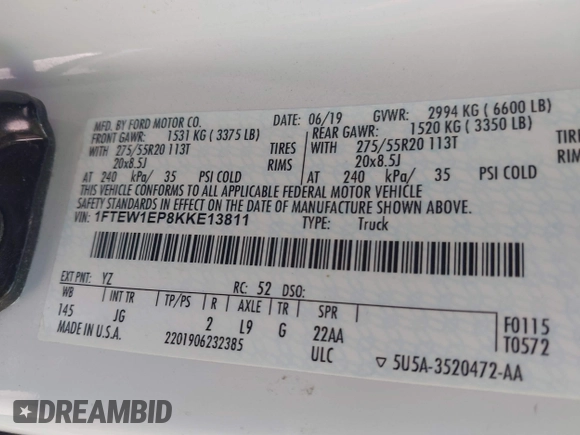 MFD. BY FORD MOTOR CO.
DATE: 06/19 GVWR: 2994 KG ( 6600 LB)
FRONT GAWR: 1531 KG ( 3375 LB) REAR GAWR: 1520 KG ( 3350 LB)
WITH 275/55R20 113T TIRES WITH 275/55R20 113T TIRES
20x8.5J RIMS 20x8.5J RIMS
AT 240 kPa/ 35 PSI COLD AT 240 kPa/ 35 PSI COLD
THIS VEHICLE CONFORMS TO ALL APPLICABLE FEDERAL MOTOR VEHICLE
SAFETY STANDARDS IN EFFECT ON THE DATE OF MANUFACTURE SHOWN ABOVE.
VIN: 1FTEW1EP8KKE13811 TYPE: Truck
EXT PNT: YZ RC: 52 DSO:
WB INT TR TP/PS R AXLE TR SPR
145 JG 2 L9 G 22AA F0115
MADE IN U.S.A. 2201906232385 ULC T0572
▽ 5U5A-3520472-AA
DREAMBID